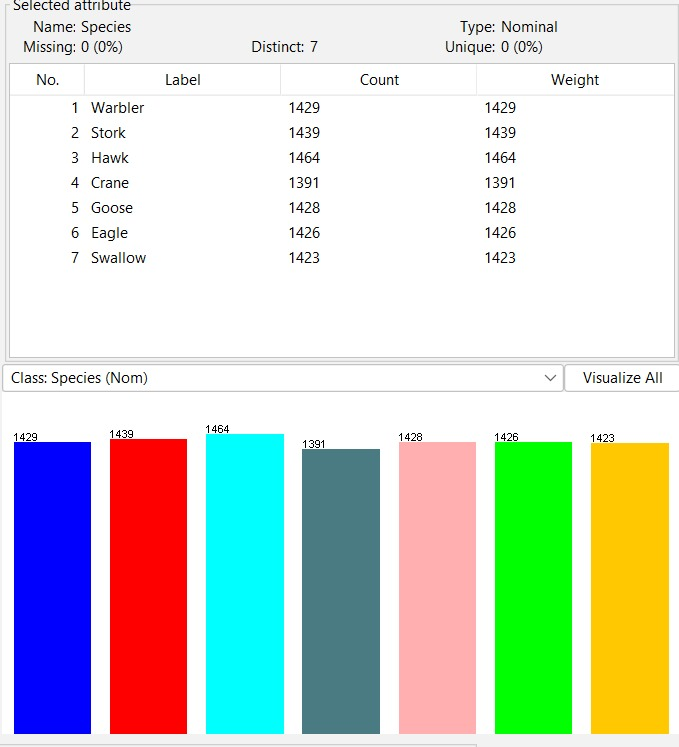 Selected attribute
Name: Species Type: Nominal
Missing: 0 (0%) Distinct: 7 Unique: 0 (0%)
No. Label Count Weight
1 Warbler 1429 1429
2 Stork 1439 1439
3 Hawk 1464 1464
4 Crane 1391 1391
5 Goose 1428 1428
6 Eagle 1426 1426
7 Swallow 1423 1423
Class: Species (Nom) Visualize All
1429 1439 1464 1391 1428 1426 1423